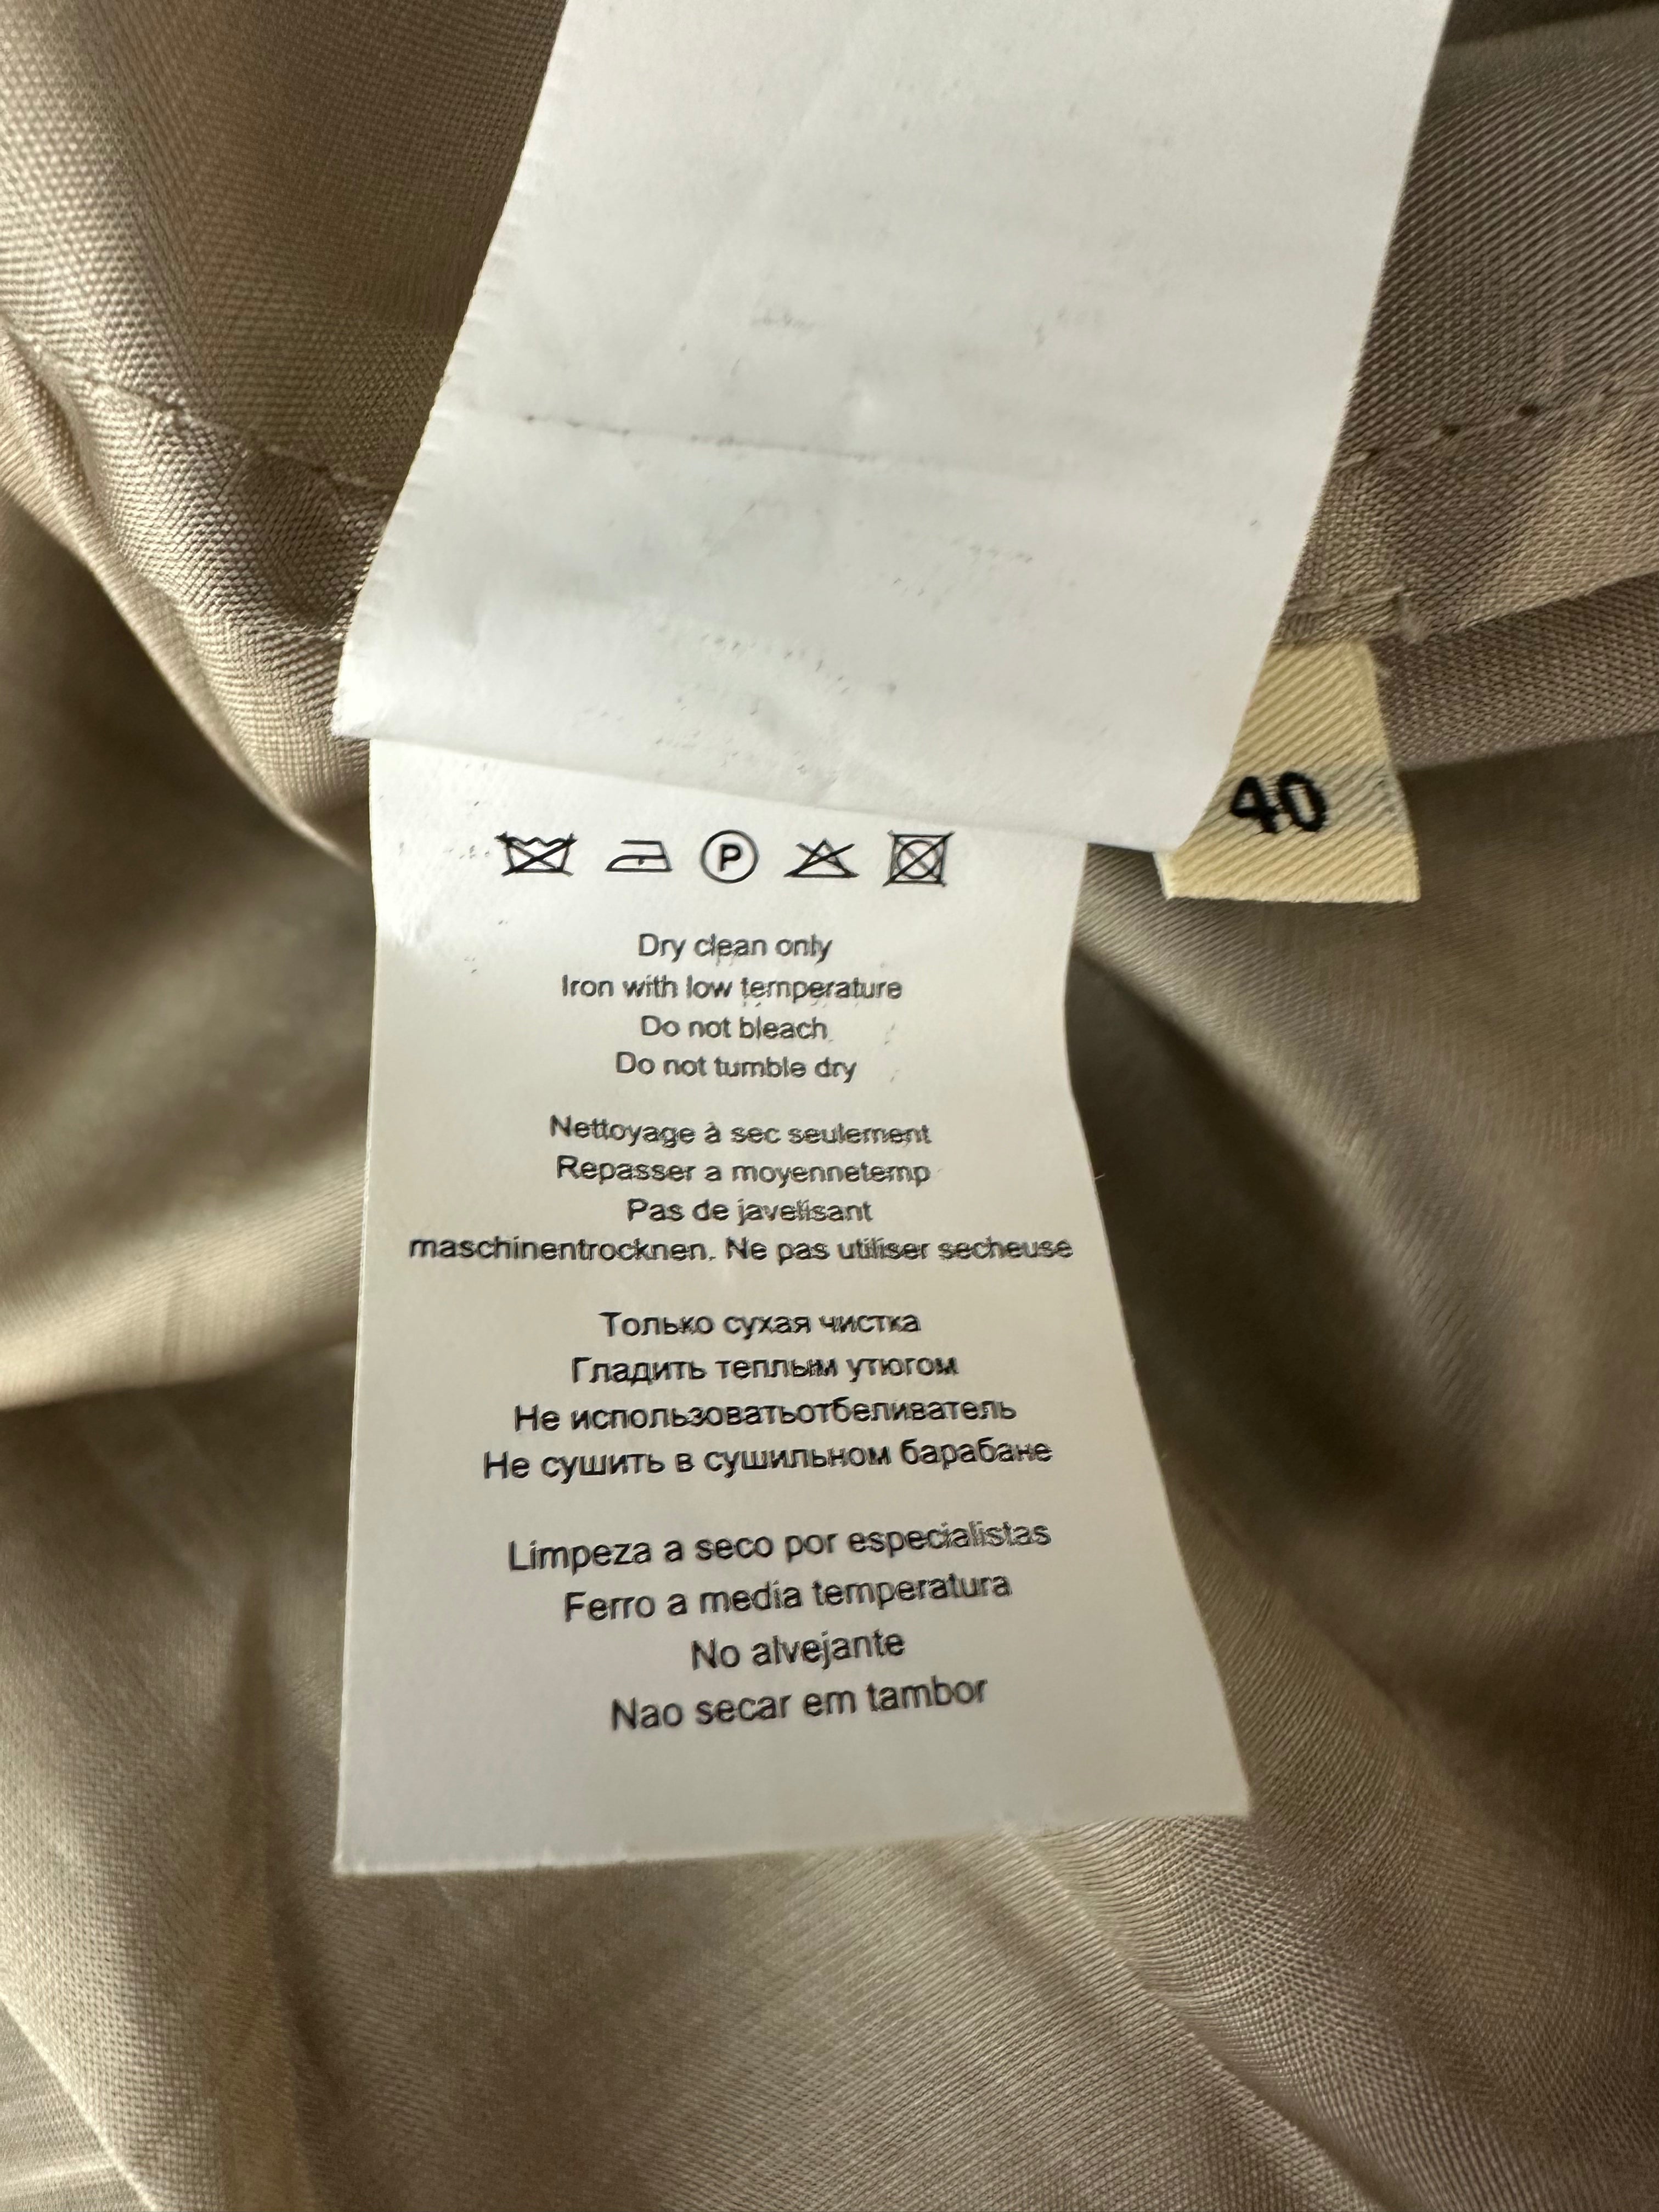 40
P
Dry clean only
Iron with low temperature
Do not bleach
Do not tumble dry
Nettoyage à sec seulement
Repasser a moyennetemp
Pas de javelisant
maschinentrocknen. Ne pas utiliser secheuse
Только сухая чистка
Гладить теплым утюгом
Не использоватьотбеливатель
Не сушить в сушильном барабане
Limpeza a seco por especialistas
Ferro a media temperatura
No alvejante
Nao secar em tambor